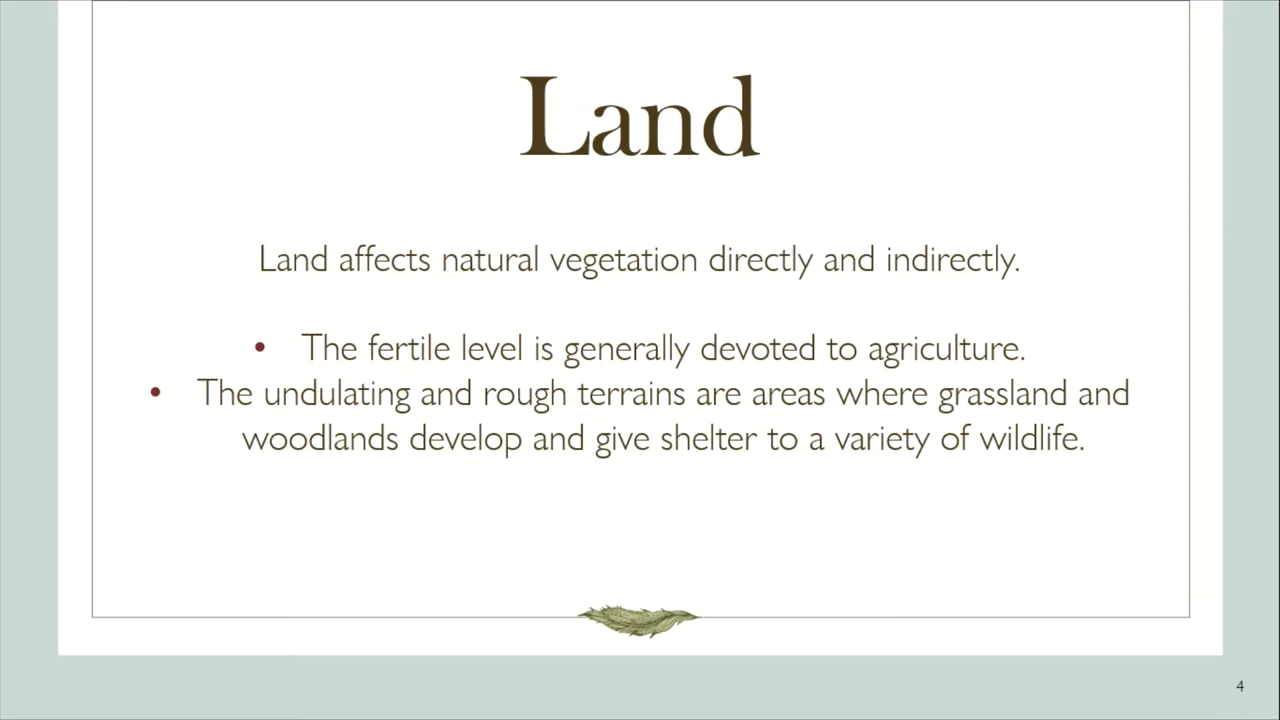 Land
Land affects natural vegetation directly and indirectly.
• The fertile level is generally devoted to agriculture.
• The undulating and rough terrains are areas where grassland and
woodlands develop and give shelter to a variety of wildlife.
4